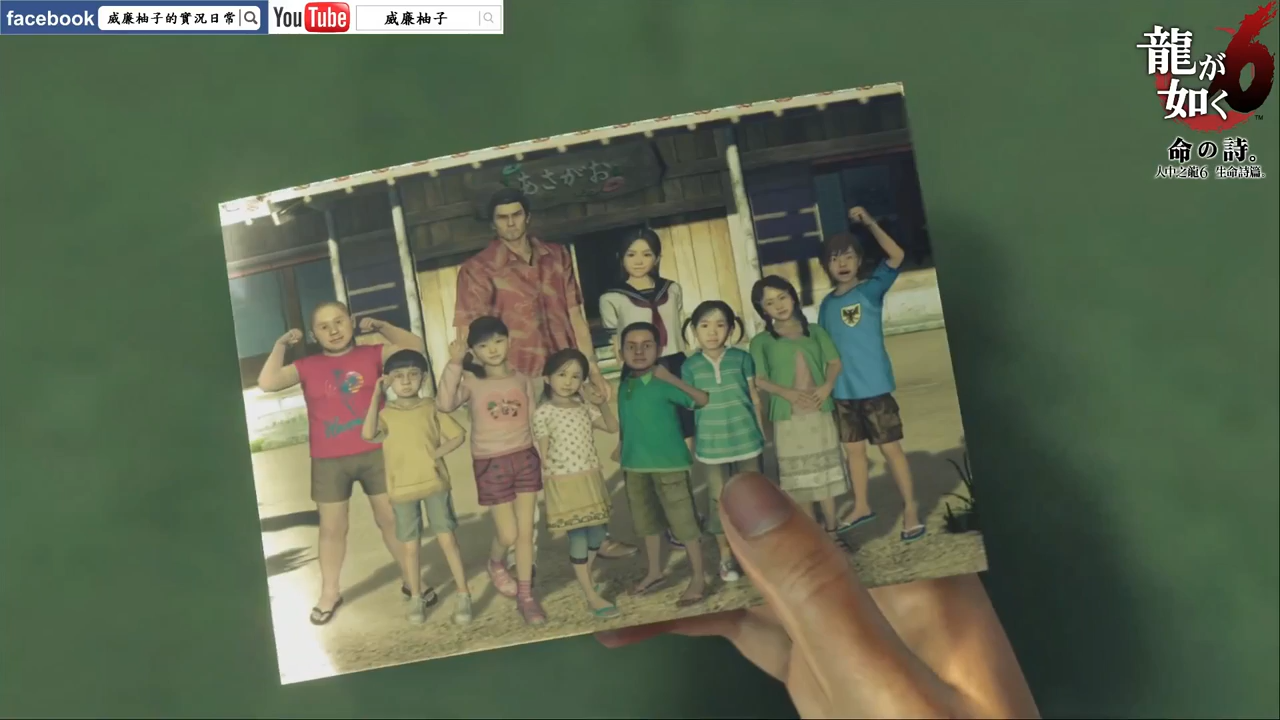 facebook 威廉柚子的實況日常
YouTube 威廉柚子
龍が如く6
命の詩。
人中之龍6 生命詩篇。
あさがお